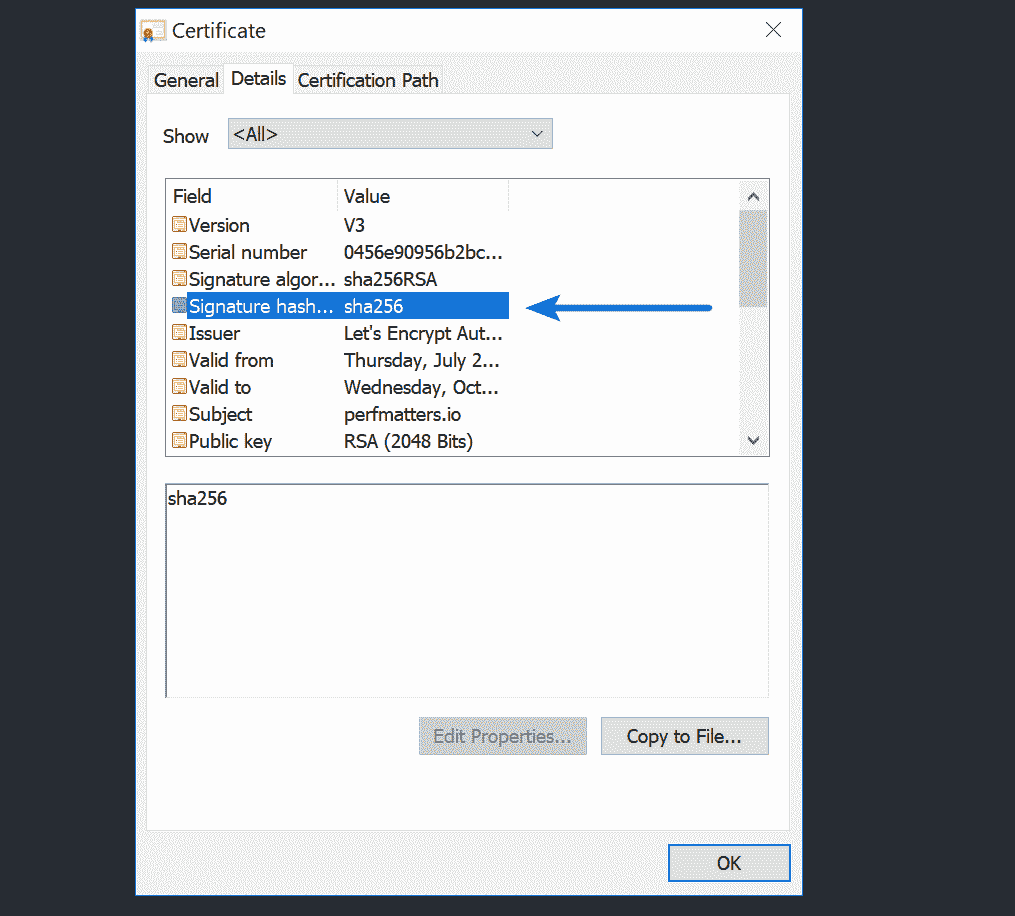 Certificate
General Details Certification Path
Show <All>
Field Value
Version V3
Serial number 0456e90956b2bc...
Signature algor... sha256RSA
Signature hash... sha256
Issuer Let's Encrypt Aut...
Valid from Thursday, July 2...
Valid to Wednesday, Oct...
Subject perfmatters.io
Public key RSA (2048 Bits)
sha256
Edit Properties... Copy to File...
OK